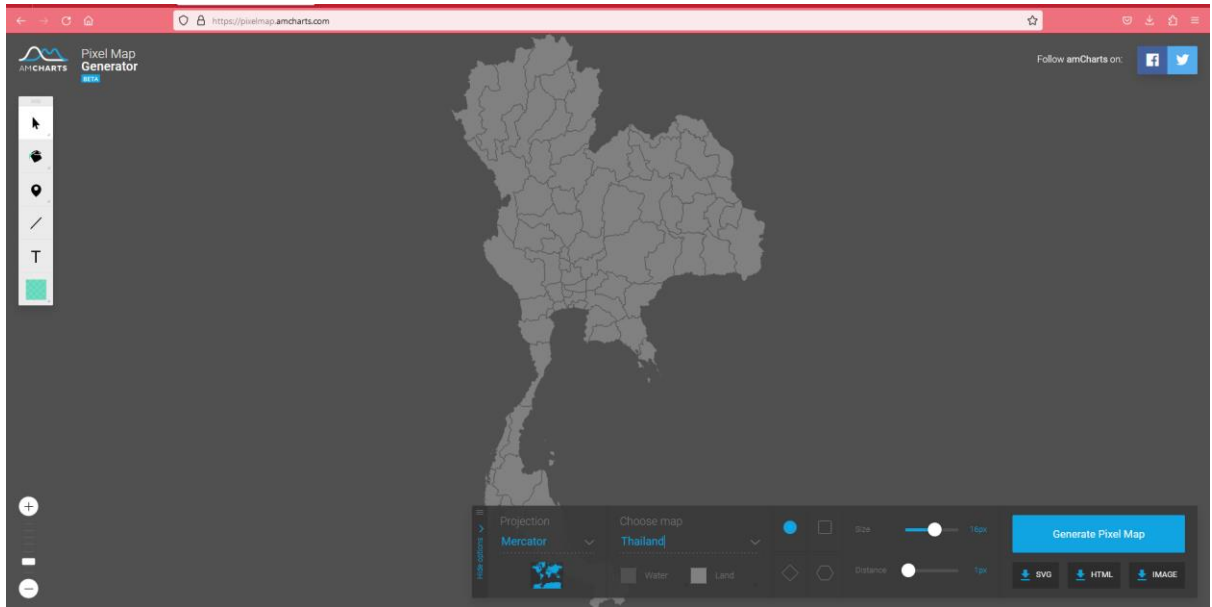 https://pixelmap.amcharts.com
AMCHARTS
Pixel Map
Generator
BETA
Follow amCharts on:
T
Hide options
Projection
Mercator
Choose map
Thailand
Water
Land
Size
16px
Distance
1px
Generate Pixel Map
SVG
HTML
IMAGE